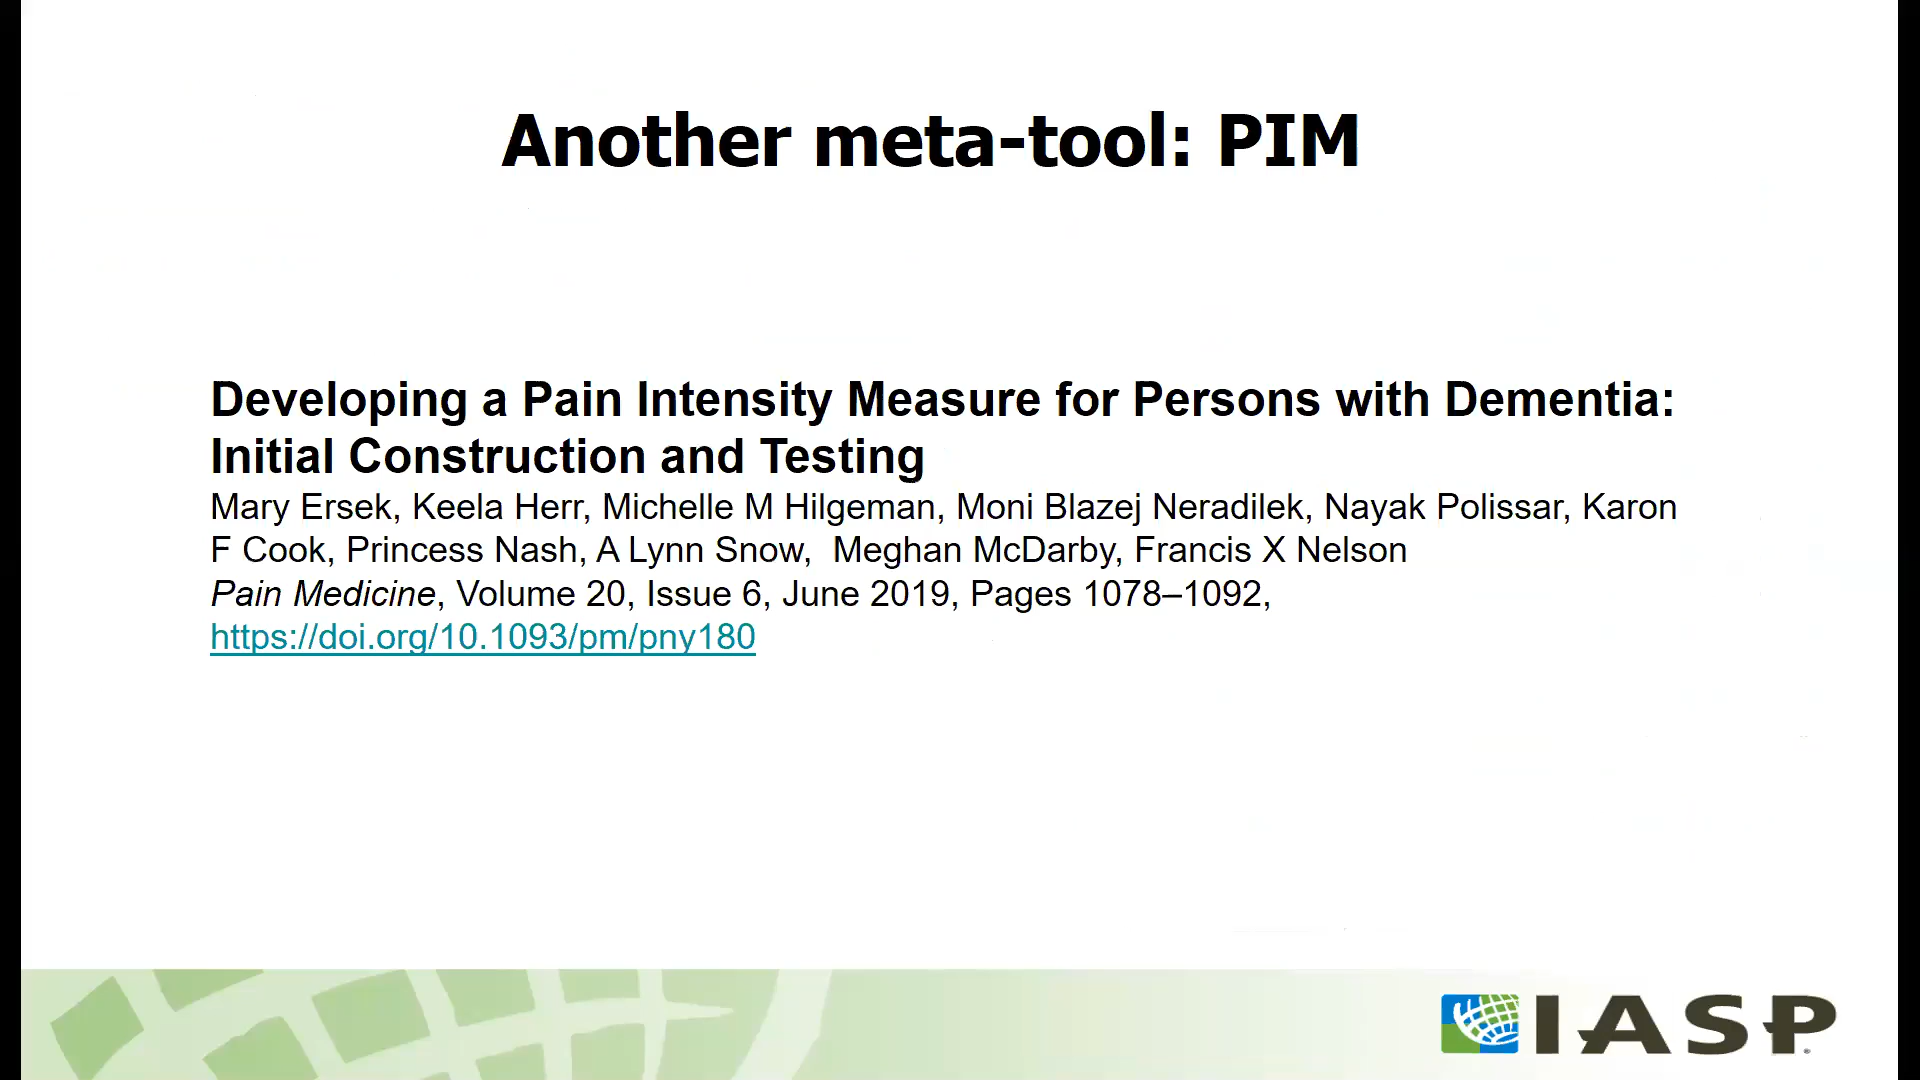 Another meta-tool: PIM
Developing a Pain Intensity Measure for Persons with Dementia:
Initial Construction and Testing
Mary Ersek, Keela Herr, Michelle M Hilgeman, Moni Blazej Neradilek, Nayak Polissar, Karon
F Cook, Princess Nash, A Lynn Snow,  Meghan McDarby, Francis X Nelson
Pain Medicine, Volume 20, Issue 6, June 2019, Pages 1078–1092,
https://doi.org/10.1093/pm/pny180
IASP